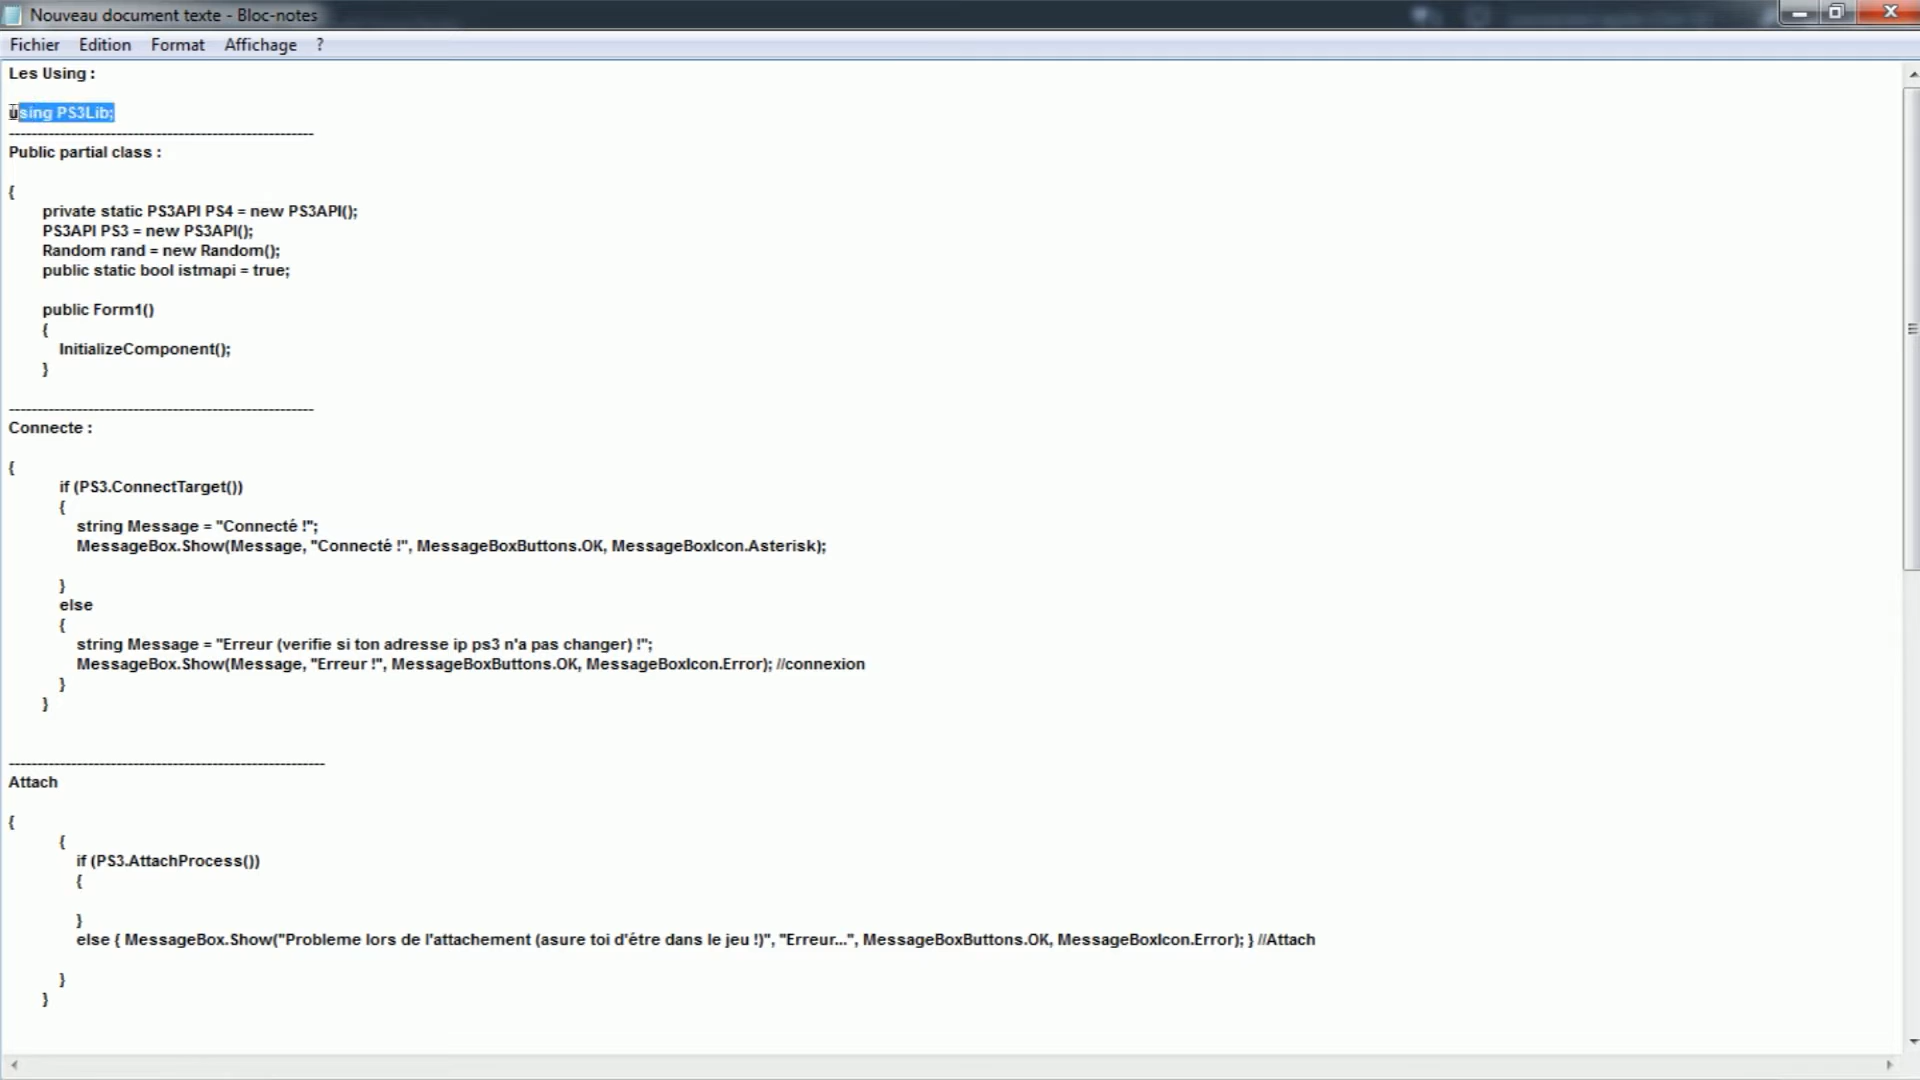 Nouveau document texte - Bloc-notes
Fichier Edition Format Affichage ?
Les Using :
using PS3Lib;
------------------------------------------------------
Public partial class :
{
private static PS3API PS4 = new PS3API();
PS3API PS3 = new PS3API();
Random rand = new Random();
public static bool istmapi = true;
public Form1()
{
InitializeComponent();
}
------------------------------------------------------
Connecte :
{
if (PS3.ConnectTarget())
{
string Message = "Connecté !";
MessageBox.Show(Message, "Connecté !", MessageBoxButtons.OK, MessageBoxIcon.Asterisk);
}
else
{
string Message = "Erreur (verifie si ton adresse ip ps3 n'a pas changer) !";
MessageBox.Show(Message, "Erreur !", MessageBoxButtons.OK, MessageBoxIcon.Error); //connexion
}
}
--------------------------------------------------------
Attach
{
{
if (PS3.AttachProcess())
{
}
else { MessageBox.Show("Probleme lors de l'attachement (asure toi d'étre dans le jeu !)", "Erreur...", MessageBoxButtons.OK, MessageBoxIcon.Error); } //Attach
}
}